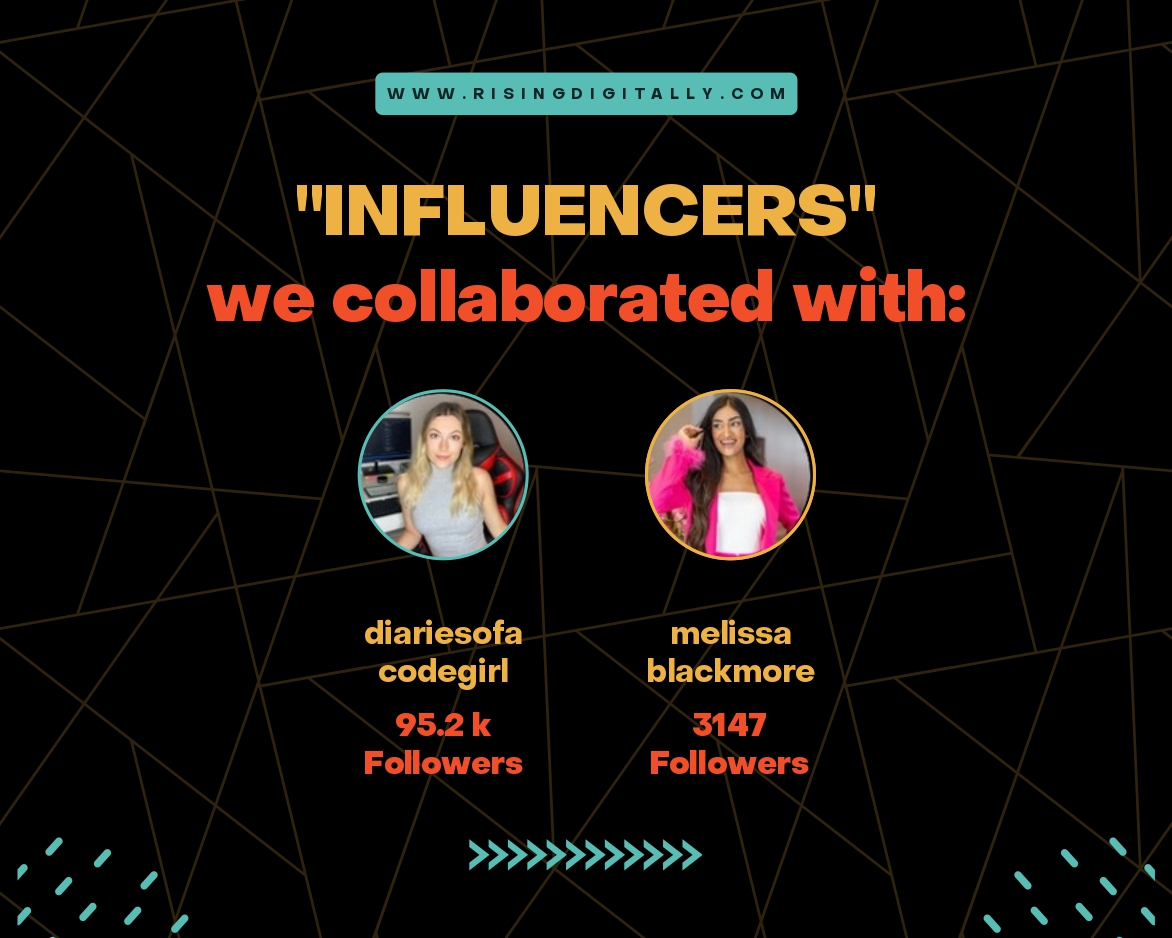 WWW.RISINGDIGITALLY.COM
"INFLUENCERS"
we collaborated with:
diariesofa
codegirl
95.2 k
Followers
melissa
blackmore
3147
Followers